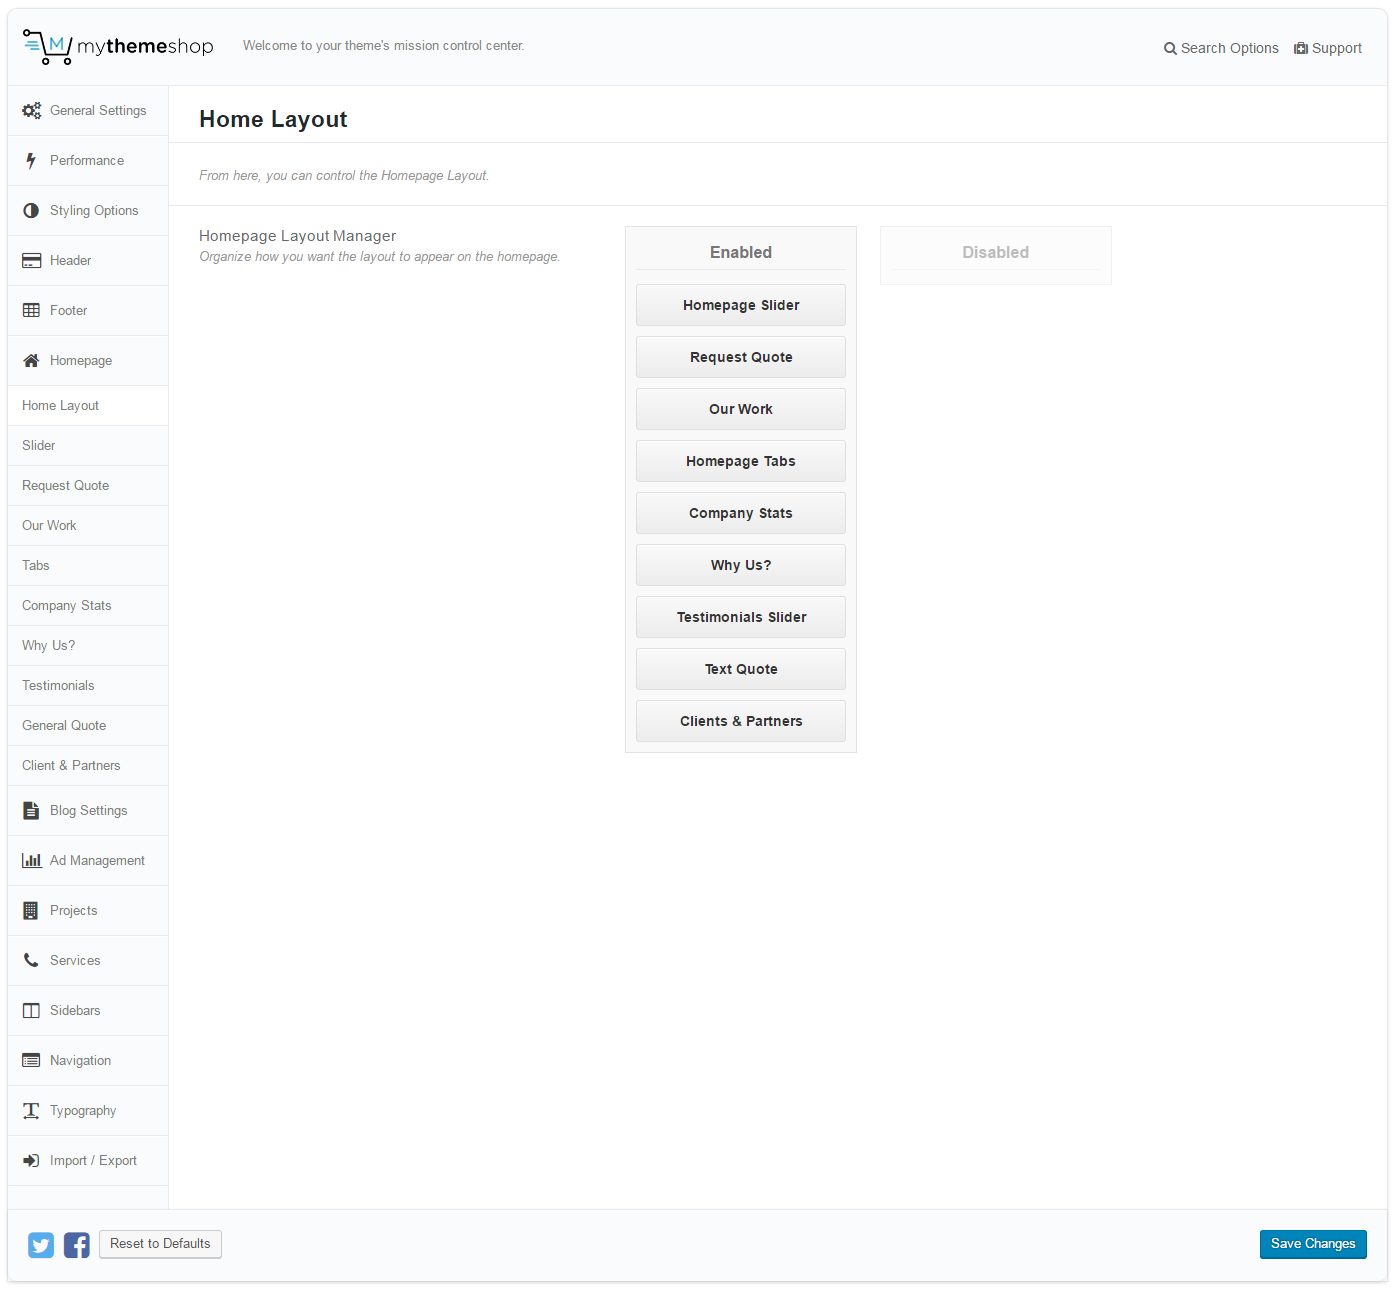 mythemeshop
Welcome to your theme's mission control center.
Search Options
Support
General Settings
Performance
Styling Options
Header
Footer
Homepage
Home Layout
Slider
Request Quote
Our Work
Tabs
Company Stats
Why Us?
Testimonials
General Quote
Client & Partners
Blog Settings
Ad Management
Projects
Services
Sidebars
Navigation
Typography
Import / Export
Home Layout
From here, you can control the Homepage Layout.
Homepage Layout Manager
Organize how you want the layout to appear on the homepage.
Enabled
Homepage Slider
Request Quote
Our Work
Homepage Tabs
Company Stats
Why Us?
Testimonials Slider
Text Quote
Clients & Partners
Disabled
Reset to Defaults
Save Changes